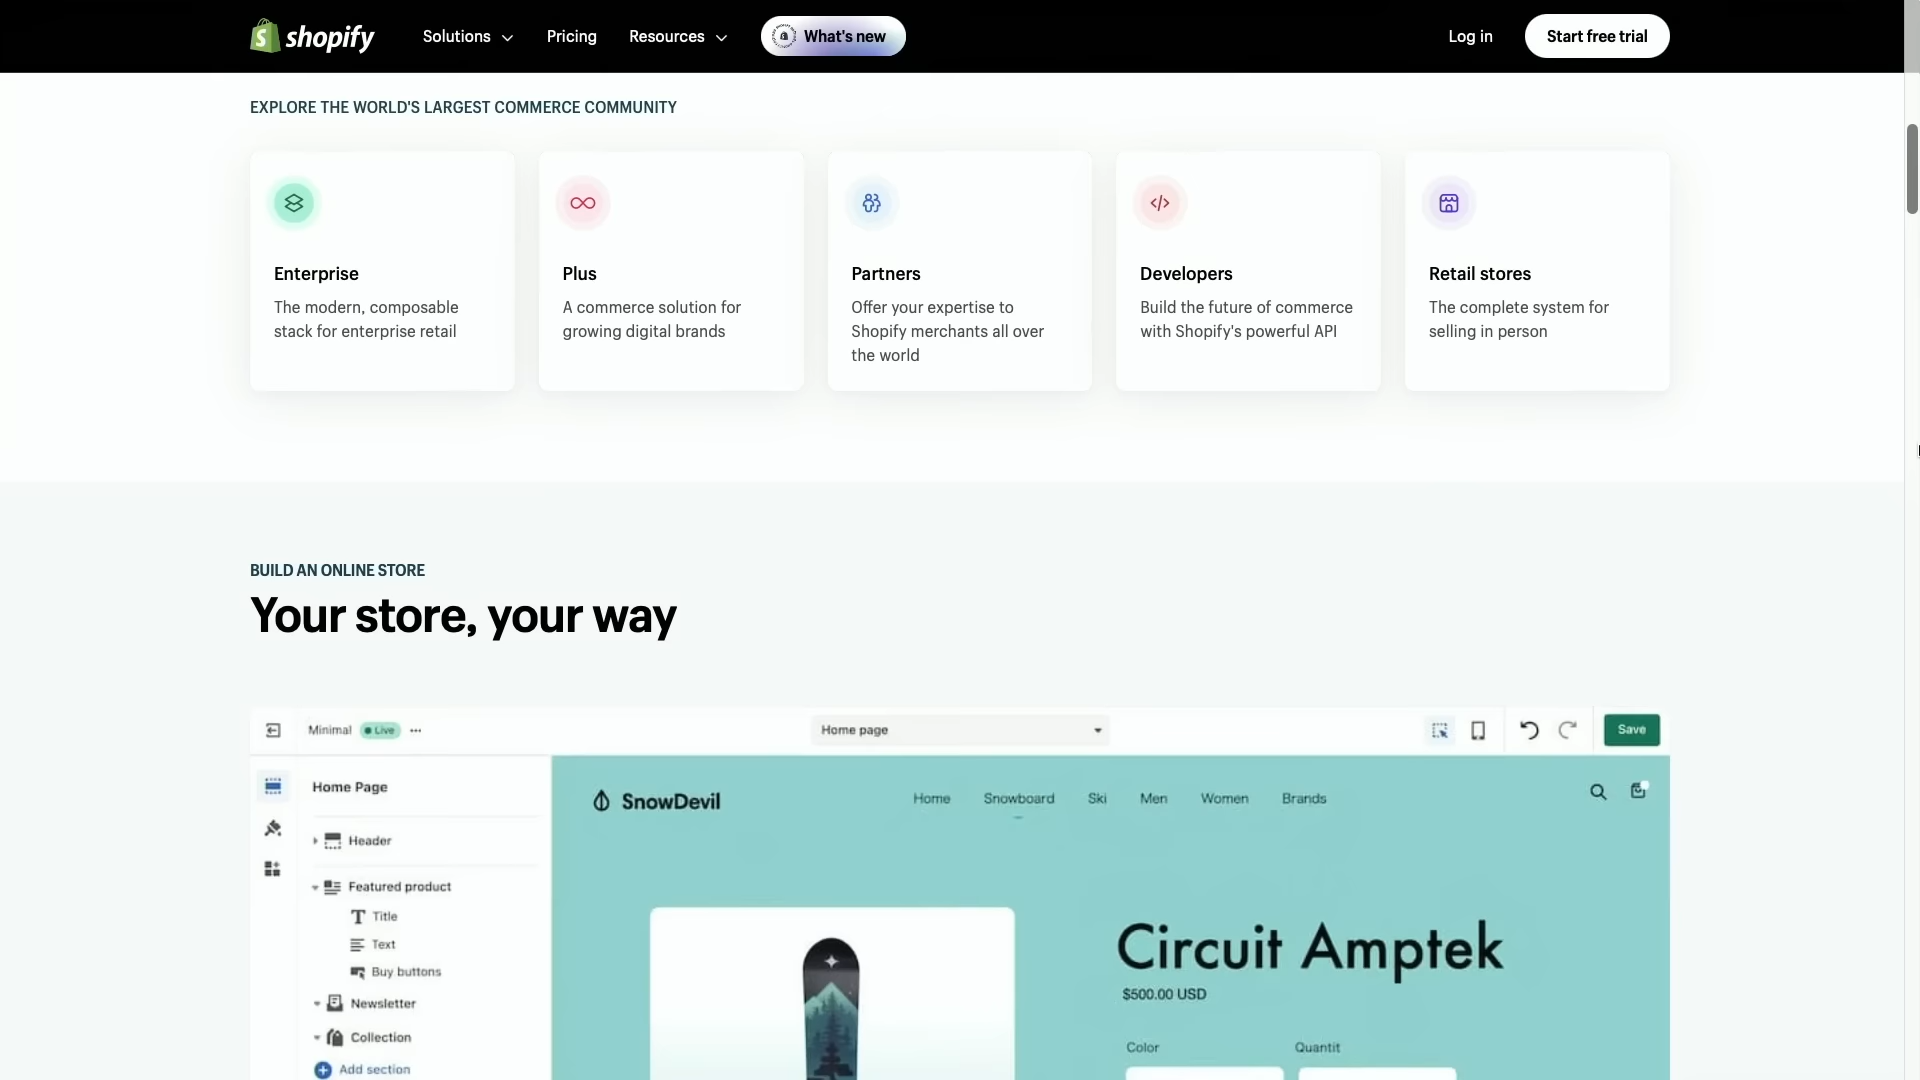 shopify
Solutions
Pricing
Resources
What's new
Log in
Start free trial
EXPLORE THE WORLD'S LARGEST COMMERCE COMMUNITY
Enterprise
The modern, composable
stack for enterprise retail
Plus
A commerce solution for
growing digital brands
Partners
Offer your expertise to
Shopify merchants all over
the world
Developers
Build the future of commerce
with Shopify's powerful API
Retail stores
The complete system for
selling in person
BUILD AN ONLINE STORE
Your store, your way
Minimal
Live
Home page
Save
Home Page
Header
Featured product
Title
Text
Buy buttons
Newsletter
Collection
Add section
SnowDevil
Home
Snowboard
Ski
Men
Women
Brands
Circuit Amptek
$500.00 USD
Color
Quantit